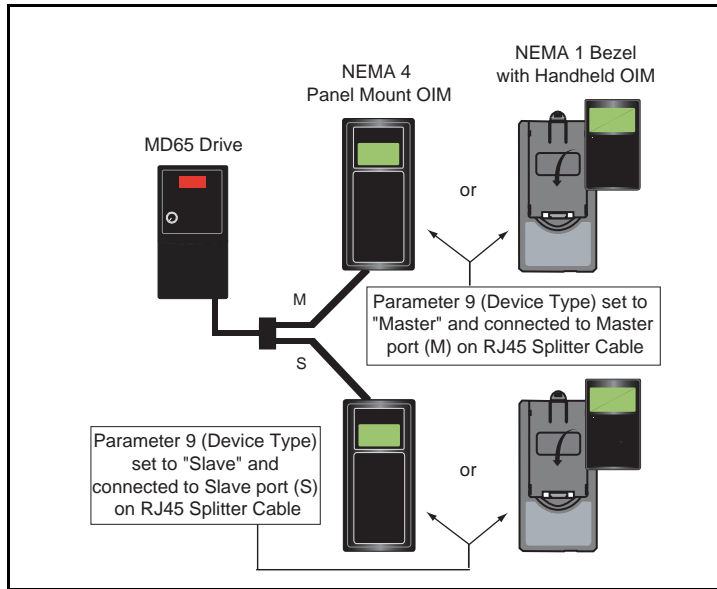 NEMA 4
Panel Mount OIM
NEMA 1 Bezel
with Handheld OIM
MD65 Drive
or
M
S
Parameter 9 (Device Type) set to
"Master" and connected to Master
port (M) on RJ45 Splitter Cable
Parameter 9 (Device Type)
set to "Slave" and
connected to Slave port (S)
on RJ45 Splitter Cable
or